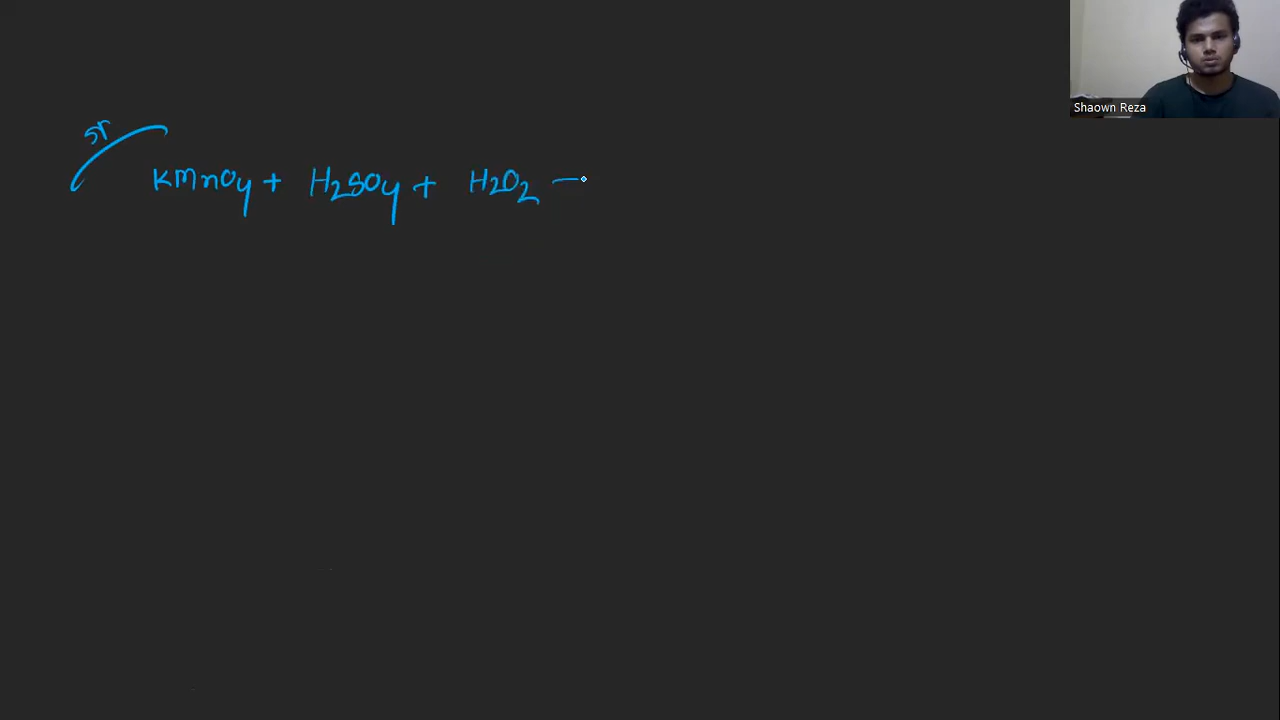 Shaown Reza
KMnO4 + H2SO4 + H2O2 —